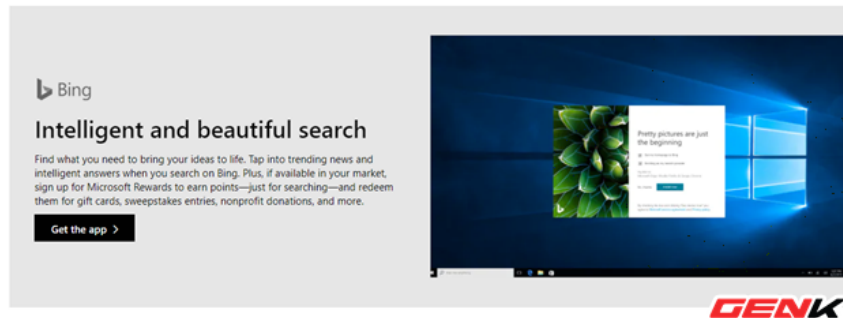 Bing
Intelligent and beautiful search
Find what you need to bring your ideas to life. Tap into trending news and
intelligent answers when you search on Bing. Plus, if available in your market,
sign up for Microsoft Rewards to earn points—just for searching—and redeem
them for gift cards, sweepstakes entries, nonprofit donations, and more.
Get the app >
Pretty pictures are just
the beginning
GENK